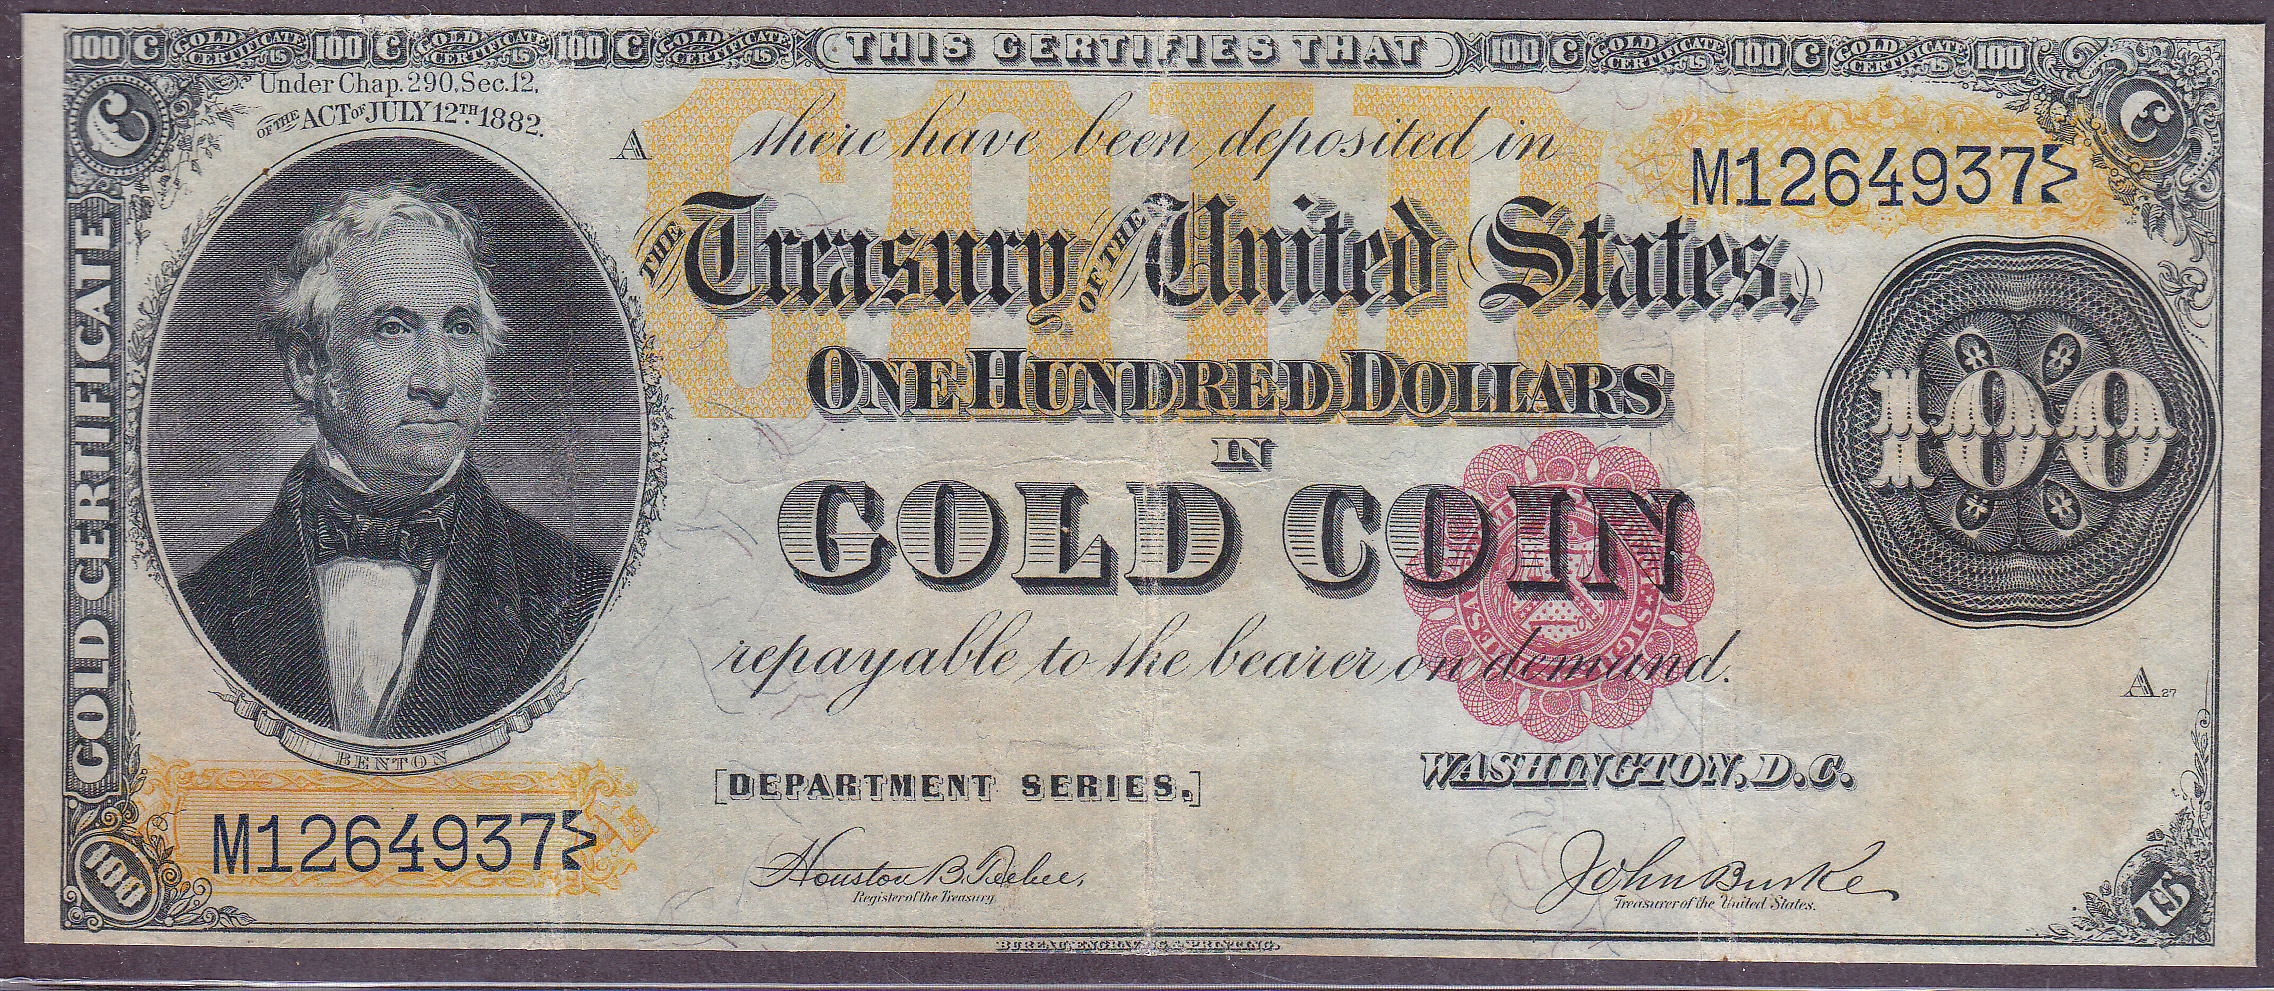 100 C GOLD CERTIFICATE 100 C GOLD CERTIFICATE 100 C GOLD CERTIFICATE THIS CERTIFIES THAT 100 C GOLD CERTIFICATE 100 C GOLD CERTIFICATE 100
C
C
Under Chap. 290, Sec. 12,
OF THE ACT OF JULY 12TH 1882.
A
there have been deposited in
M1264937
GOLD
THE Treasury OF THE United States.
ONE HUNDRED DOLLARS
IN
100
GOLD COIN
repayable to the bearer on demand.
GOLD CERTIFICATE
A 27
BENTON
[DEPARTMENT SERIES.]
WASHINGTON, D.C.
M1264937
100
Houston B. Teehee,
Register of the Treasury.
John Burke
Treasurer of the United States.
BUREAU, ENGRAVING & PRINTING.